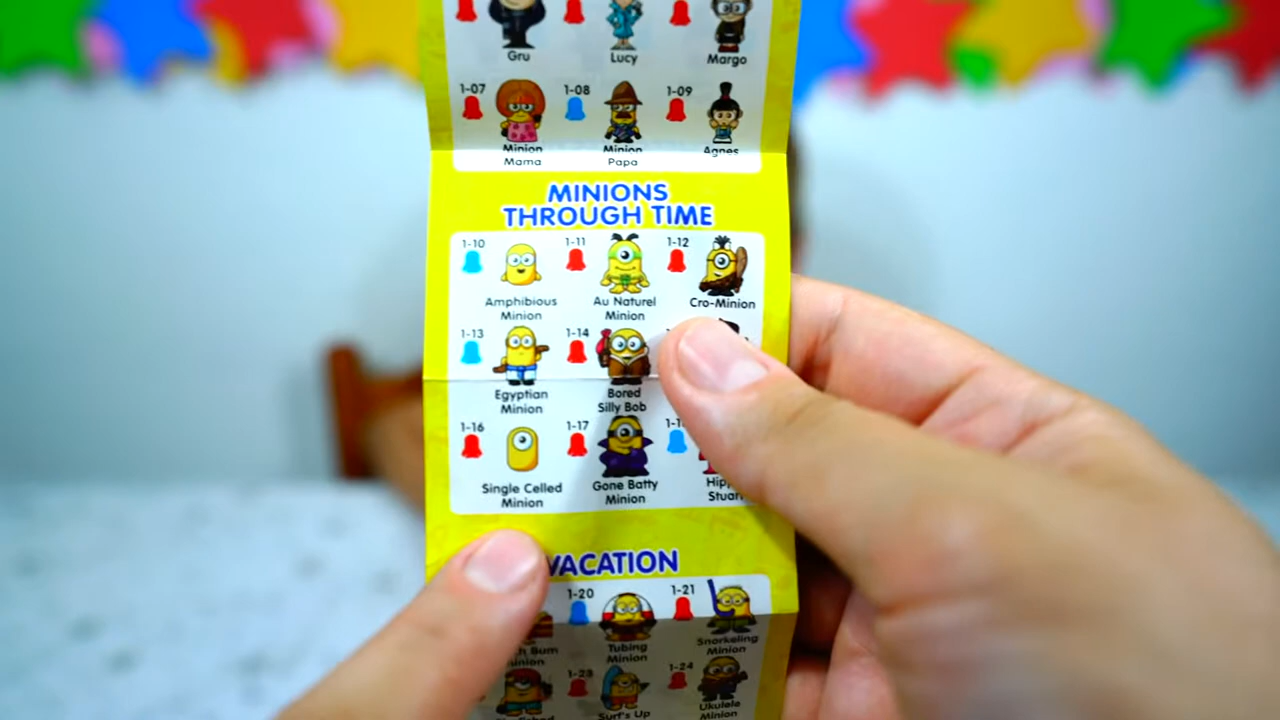 Gru Lucy Margo
1-07 1-08 1-09
Minion Minion Agnes
Mama Papa
MINIONS
THROUGH TIME
1-10 1-11 1-12
Amphibious Au Naturel Cro-Minion
Minion Minion
1-13 1-14
Egyptian Bored
Minion Silly Bob
1-16 1-17
Single Celled Gone Batty
Minion Minion
VACATION
1-20 1-21
Tubing Snorkeling
Minion Minion
1-23 1-24
Surf's Up Ukulele
Minion